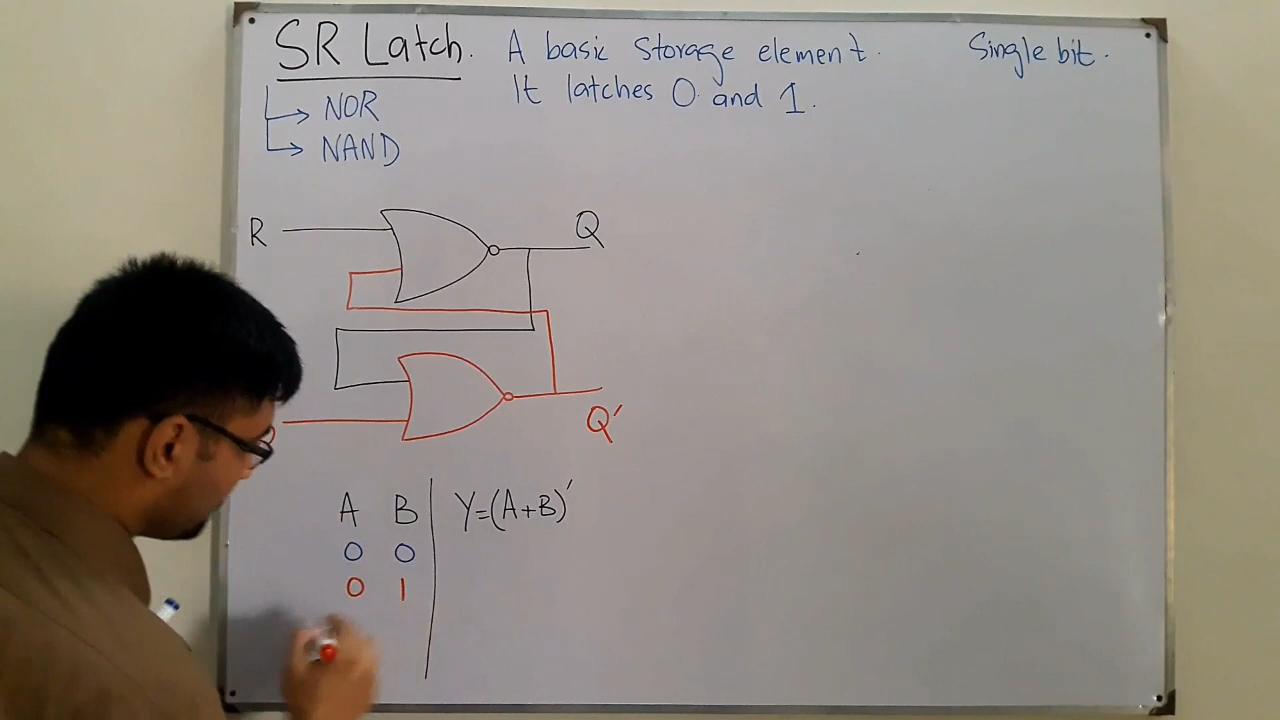 SR Latch. A basic storage element. Single bit.
It latches 0 and 1.
NOR
NAND
R Q
Q'
A B Y=(A+B)'
0 0
0 1